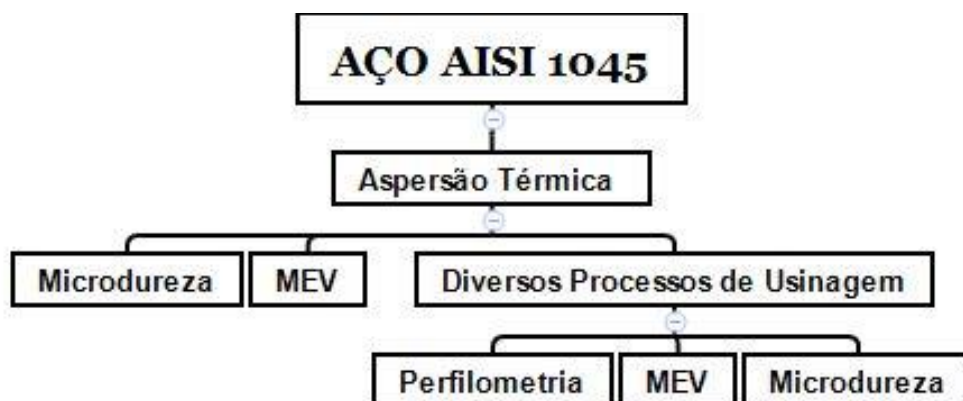 AÇO AISI 1045
Aspersão Térmica
Microdureza MEV Diversos Processos de Usinagem
Perfilometria MEV Microdureza